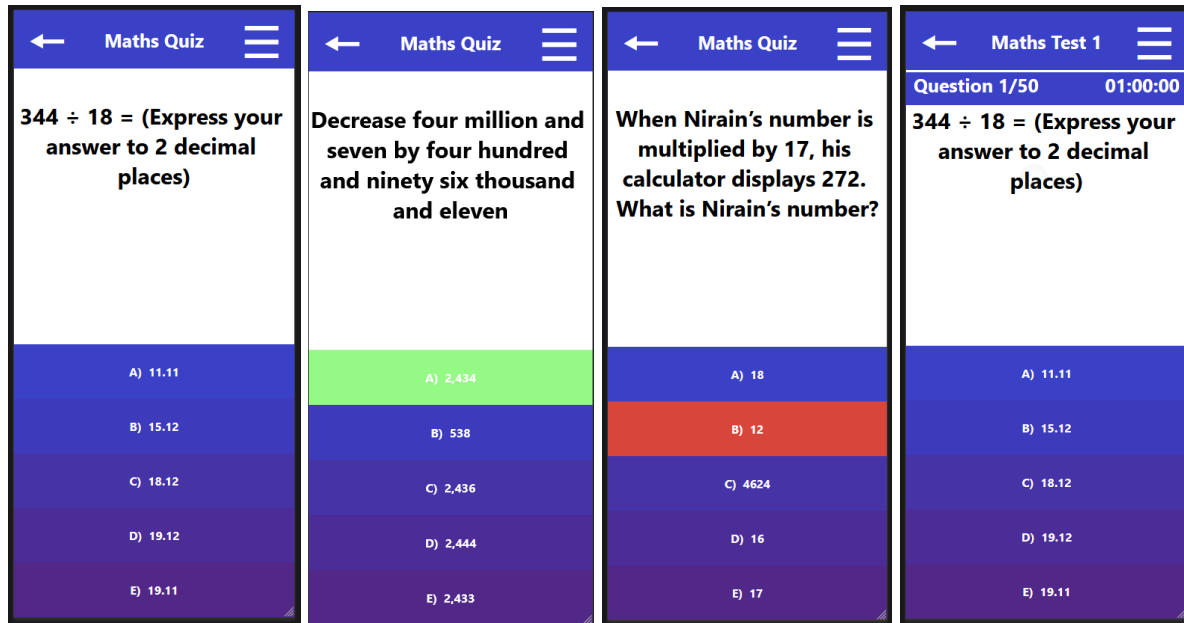 Maths Quiz
344 ÷ 18 = (Express your
answer to 2 decimal
places)
A) 11.11
B) 15.12
C) 18.12
D) 19.12
E) 19.11
Maths Quiz
Decrease four million and
seven by four hundred
and ninety six thousand
and eleven
A) 2,434
B) 538
C) 2,436
D) 2,444
E) 2,433
Maths Quiz
When Nirain’s number is
multiplied by 17, his
calculator displays 272.
What is Nirain’s number?
A) 18
B) 12
C) 4624
D) 16
E) 17
Maths Test 1
Question 1/50 01:00:00
344 ÷ 18 = (Express your
answer to 2 decimal
places)
A) 11.11
B) 15.12
C) 18.12
D) 19.12
E) 19.11